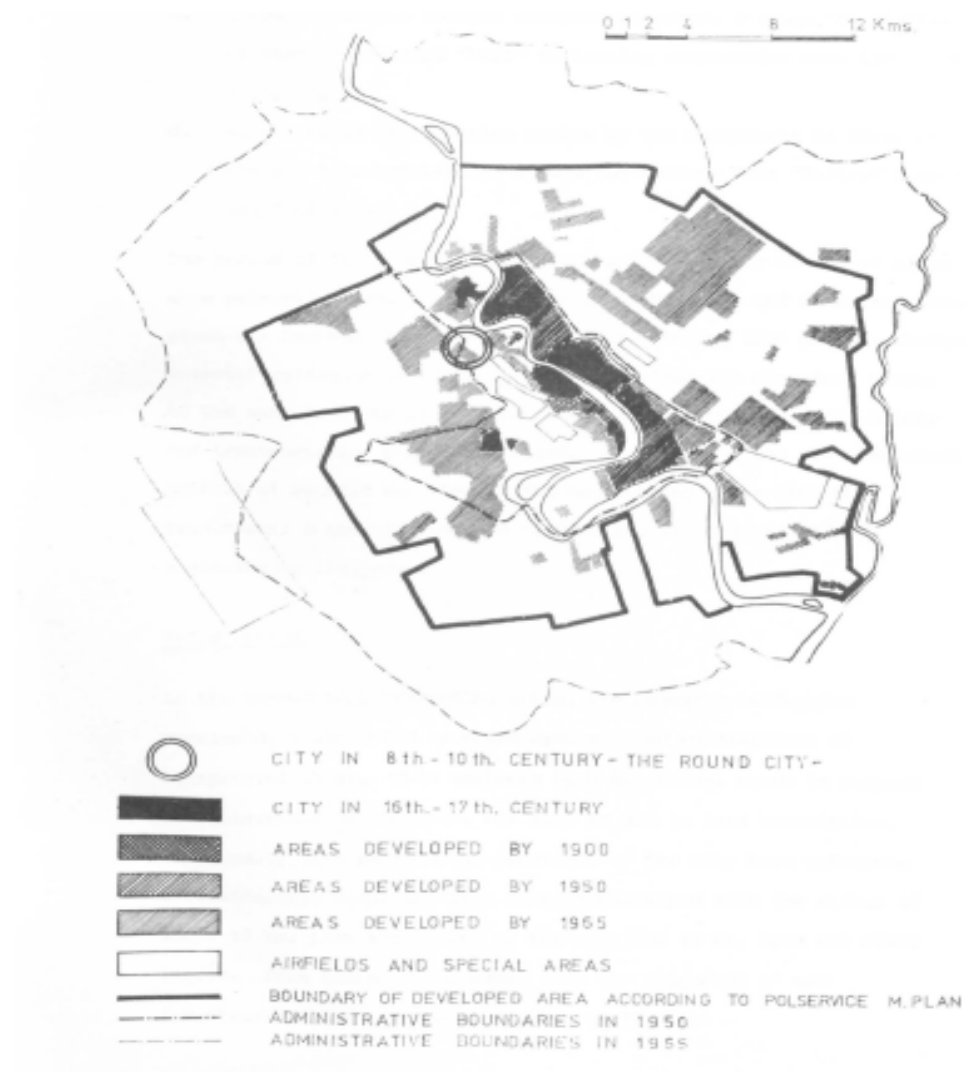 0 1 2 4 8 12 Kms.
CITY IN 8th.-10th. CENTURY- THE ROUND CITY-
CITY IN 16th.-17th. CENTURY
AREAS DEVELOPED BY 1900
AREAS DEVELOPED BY 1950
AREAS DEVELOPED BY 1965
AIRFIELDS AND SPECIAL AREAS
BOUNDARY OF DEVELOPED AREA ACCORDING TO POLSERVICE M.PLAN
ADMINISTRATIVE BOUNDARIES IN 1950
ADMINISTRATIVE BOUNDARIES IN 1965